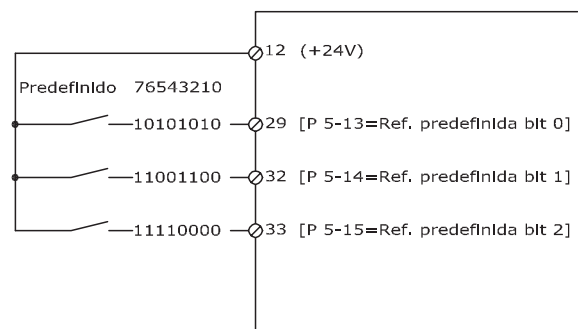 12 (+24V)
Predefinido 76543210
10101010 29 [P 5-13=Ref. predefinida bit 0]
11001100 32 [P 5-14=Ref. predefinida bit 1]
11110000 33 [P 5-15=Ref. predefinida bit 2]